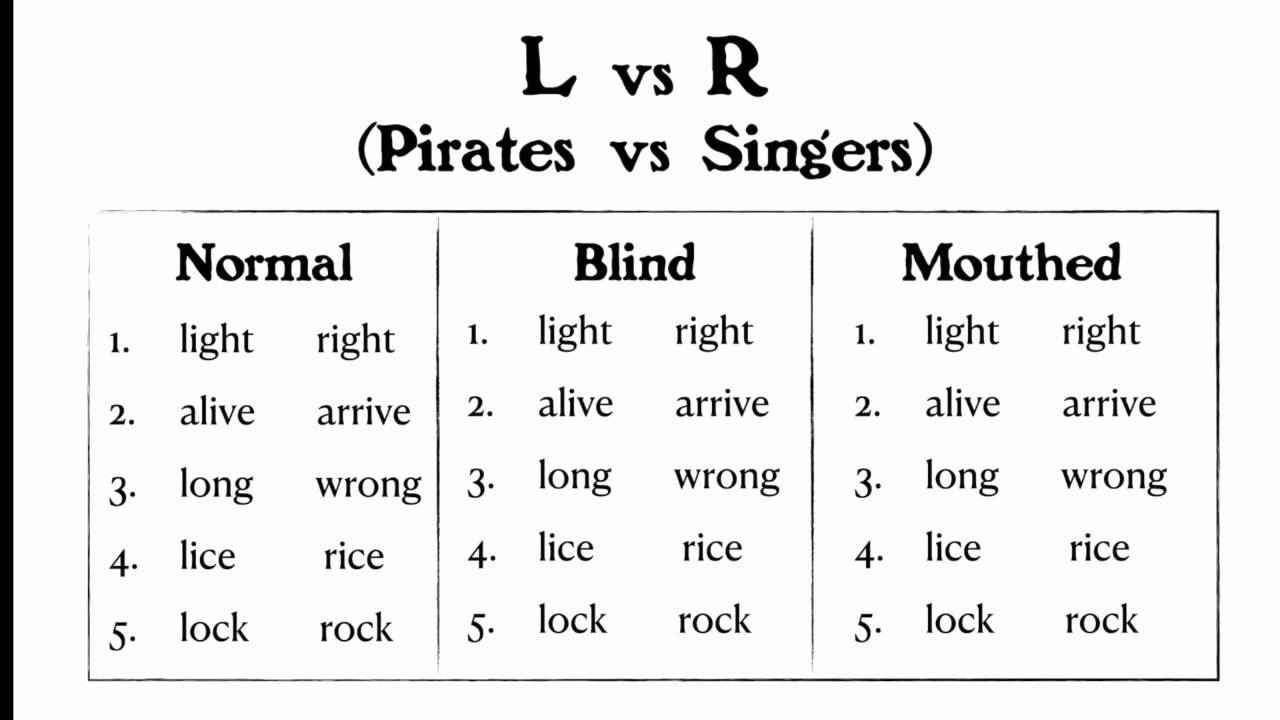 L vs R
(Pirates vs Singers)
Normal
1. light right
2. alive arrive
3. long wrong
4. lice rice
5. lock rock
Blind
1. light right
2. alive arrive
3. long wrong
4. lice rice
5. lock rock
Mouthed
1. light right
2. alive arrive
3. long wrong
4. lice rice
5. lock rock